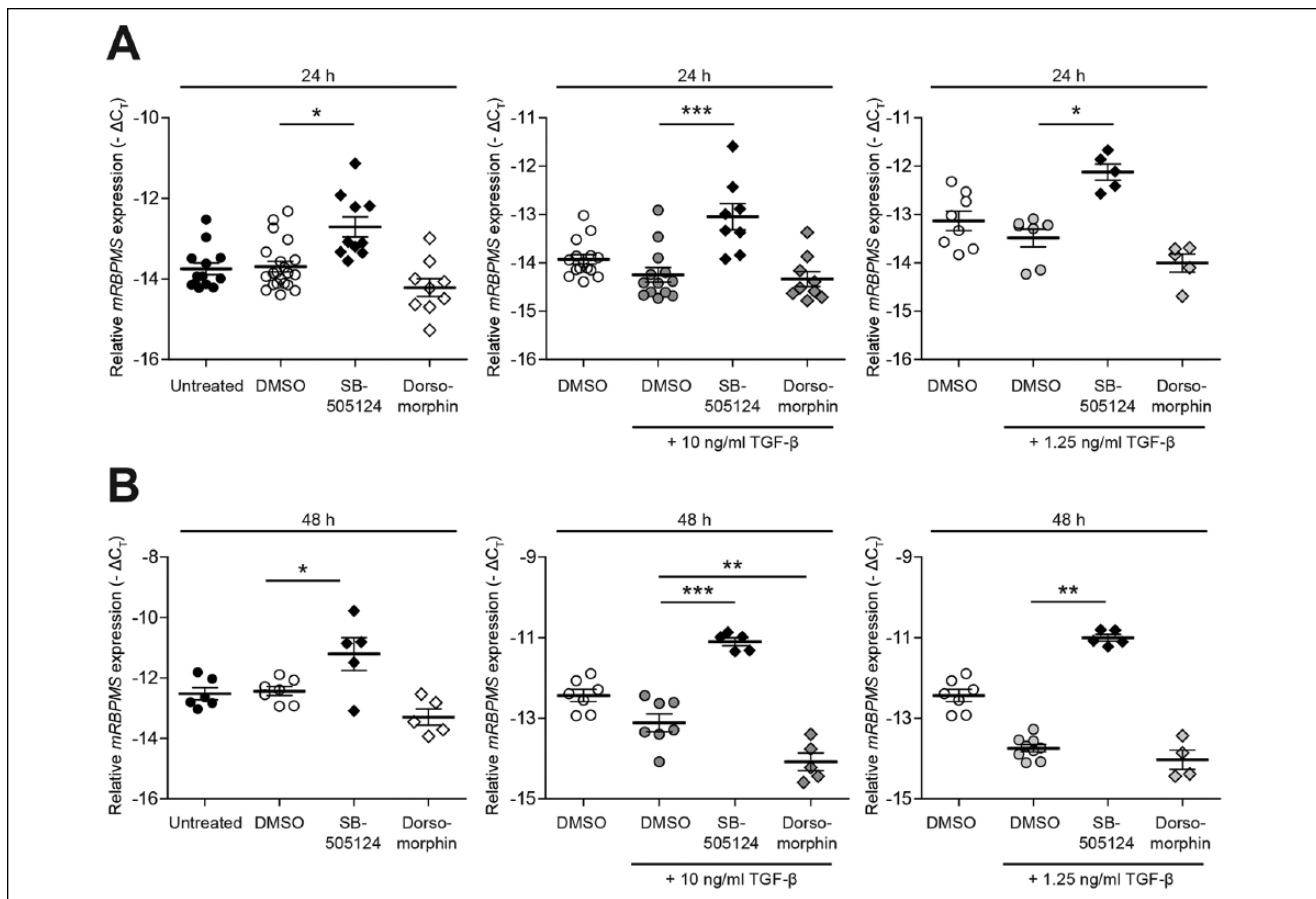 A
24 h
Relative mRBPMS expression (- ΔCT)
-10
-12
-14
-16
*
Untreated
DMSO
SB-
505124
Dorso-
morphin
24 h
Relative mRBPMS expression (- ΔCT)
-11
-12
-13
-14
-15
-16
***
DMSO
DMSO
SB-
505124
Dorso-
morphin
+ 10 ng/ml TGF-β
24 h
Relative mRBPMS expression (- ΔCT)
-11
-12
-13
-14
-15
-16
*
DMSO
DMSO
SB-
505124
Dorso-
morphin
+ 1.25 ng/ml TGF-β
B
48 h
Relative mRBPMS expression (- ΔCT)
-8
-10
-12
-14
-16
*
Untreated
DMSO
SB-
505124
Dorso-
morphin
48 h
Relative mRBPMS expression (- ΔCT)
-9
-11
-13
-15
**
***
DMSO
DMSO
SB-
505124
Dorso-
morphin
+ 10 ng/ml TGF-β
48 h
Relative mRBPMS expression (- ΔCT)
-9
-11
-13
-15
**
DMSO
DMSO
SB-
505124
Dorso-
morphin
+ 1.25 ng/ml TGF-β